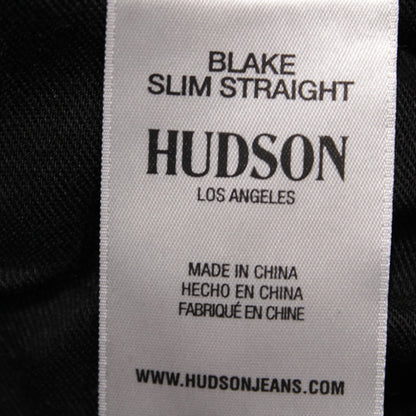 BLAKE
SLIM STRAIGHT
HUDSON
LOS ANGELES
MADE IN CHINA
HECHO EN CHINA
FABRIQUÉ EN CHINE
WWW.HUDSONJEANS.COM